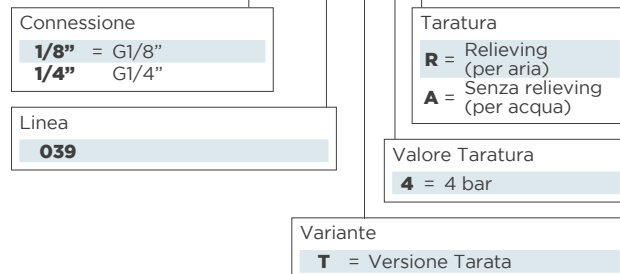 Connessione
1/8” = G1/8”
1/4” G1/4”
Linea
039
Taratura
R = Relieving
(per aria)
A = Senza relieving
(per acqua)
Valore Taratura
4 = 4 bar
Variante
T = Versione Tarata